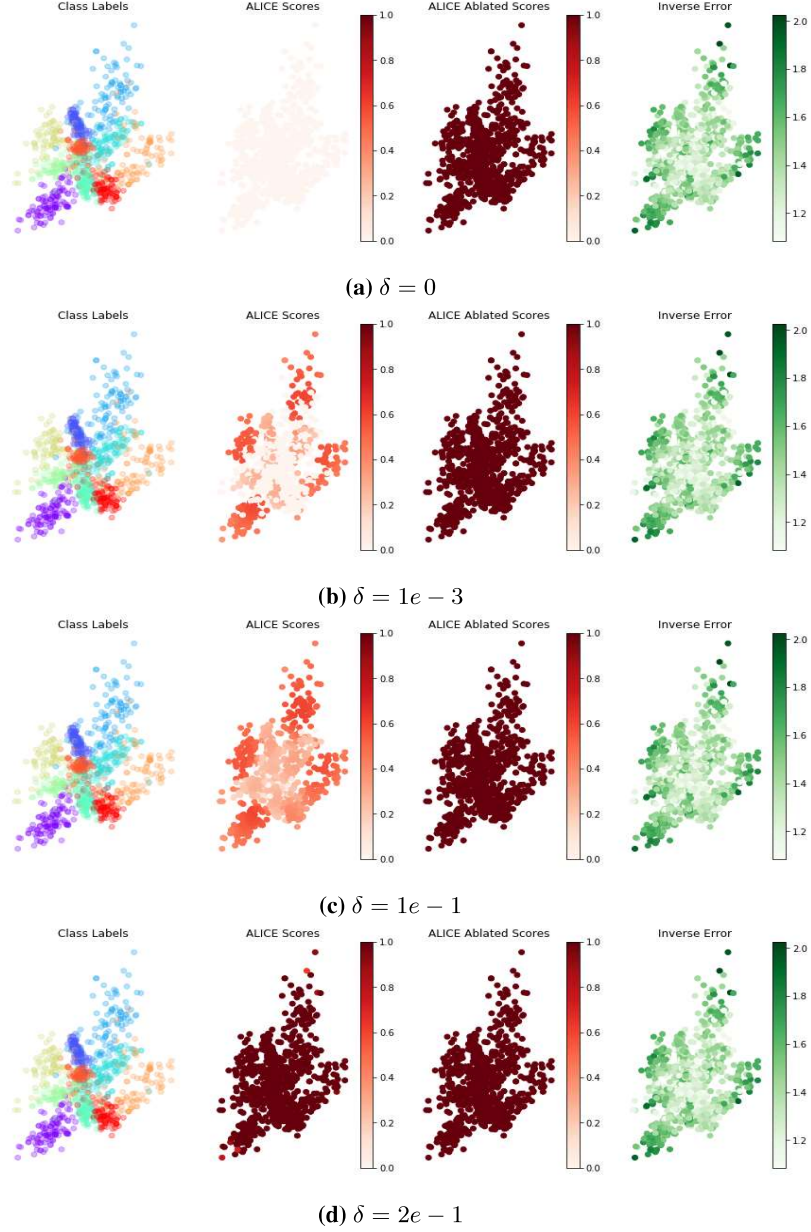 Class Labels ALICE Scores ALICE Ablated Scores Inverse Error
1.0 1.0 2.0
0.8 0.8 1.8
0.6 0.6 1.6
0.4 0.4 1.4
0.2 0.2 1.2
0.0 0.0
(a) δ = 0
Class Labels ALICE Scores ALICE Ablated Scores Inverse Error
1.0 1.0 2.0
0.8 0.8 1.8
0.6 0.6 1.6
0.4 0.4 1.4
0.2 0.2 1.2
0.0 0.0
(b) δ = 1e − 3
Class Labels ALICE Scores ALICE Ablated Scores Inverse Error
1.0 1.0 2.0
0.8 0.8 1.8
0.6 0.6 1.6
0.4 0.4 1.4
0.2 0.2 1.2
0.0 0.0
(c) δ = 1e − 1
Class Labels ALICE Scores ALICE Ablated Scores Inverse Error
1.0 1.0 2.0
0.8 0.8 1.8
0.6 0.6 1.6
0.4 0.4 1.4
0.2 0.2 1.2
0.0 0.0
(d) δ = 2e − 1